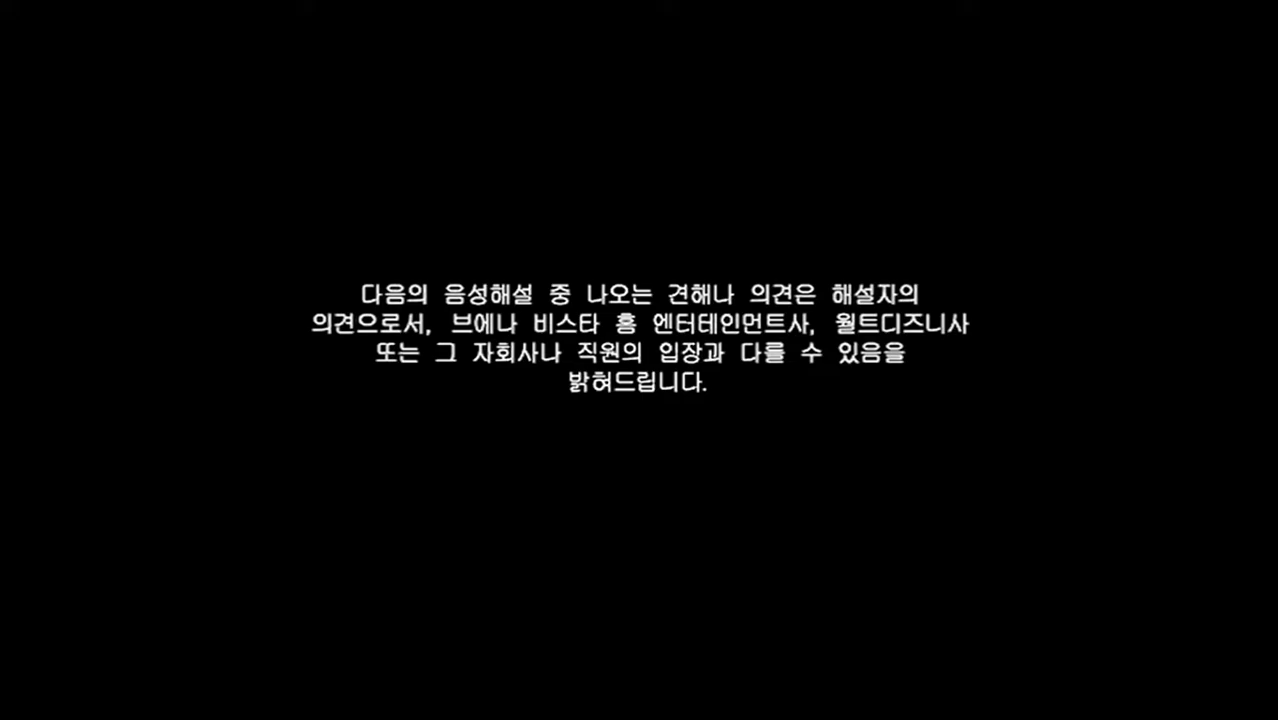 다음의 음성해설 중 나오는 견해나 의견은 해설자의
의견으로서, 브에나 비스타 홈 엔터테인먼트사, 월트디즈니사
또는 그 자회사나 직원의 입장과 다를 수 있음을
밝혀드립니다.